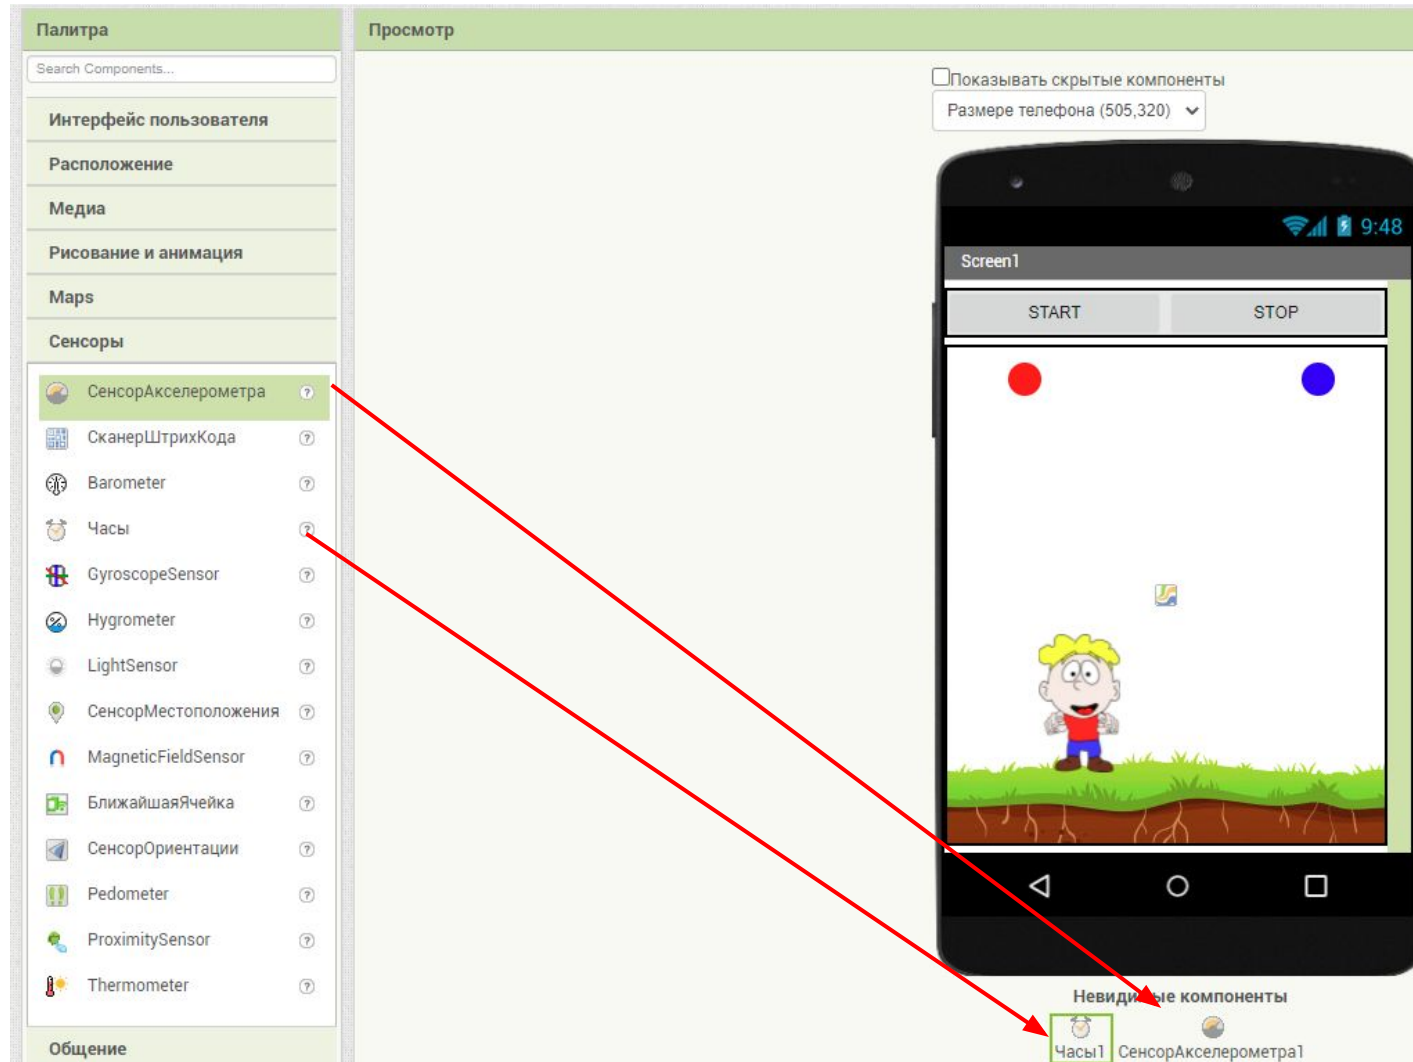 Палитра
Search Components...
Интерфейс пользователя
Расположение
Медиа
Рисование и анимация
Maps
Сенсоры
СенсорАкселерометра ?
СканерШтрихКода ?
Barometer ?
Часы ?
GyroscopeSensor ?
Hygrometer ?
LightSensor ?
СенсорМестоположения ?
MagneticFieldSensor ?
БлижайшаяЯчейка ?
СенсорОриентации ?
Pedometer ?
ProximitySensor ?
Thermometer ?
Общение
Просмотр
Показывать скрытые компоненты
Размере телефона (505,320)
9:48
Screen1
START STOP
Невидимые компоненты
Часы1 СенсорАкселерометра1